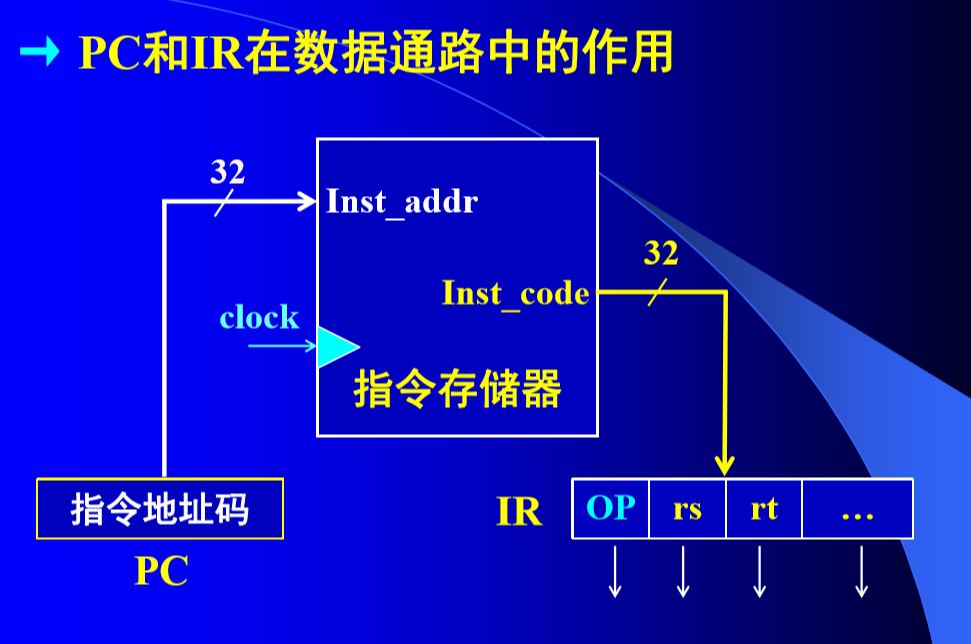 → PC和IR在数据通路中的作用
32
Inst_addr
32
Inst_code
clock
指令存储器
指令地址码
IR OP rs rt …
PC